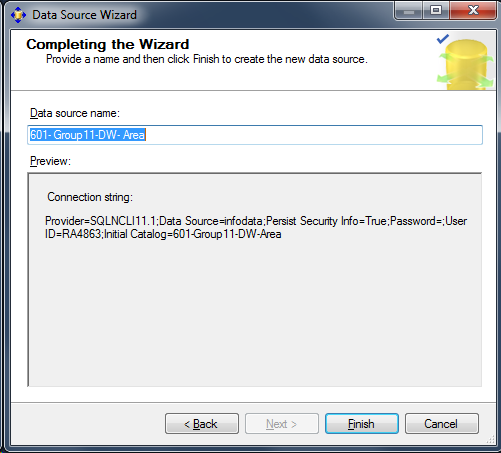 Data Source Wizard
Completing the Wizard
Provide a name and then click Finish to create the new data source.
Data source name:
601- Group11-DW- Area
Preview:
Connection string:
Provider=SQLNCLI11.1;Data Source=infodata;Persist Security Info=True;Password=;User
ID=RA4863;Initial Catalog=601-Group11-DW-Area
< Back
Next >
Finish
Cancel